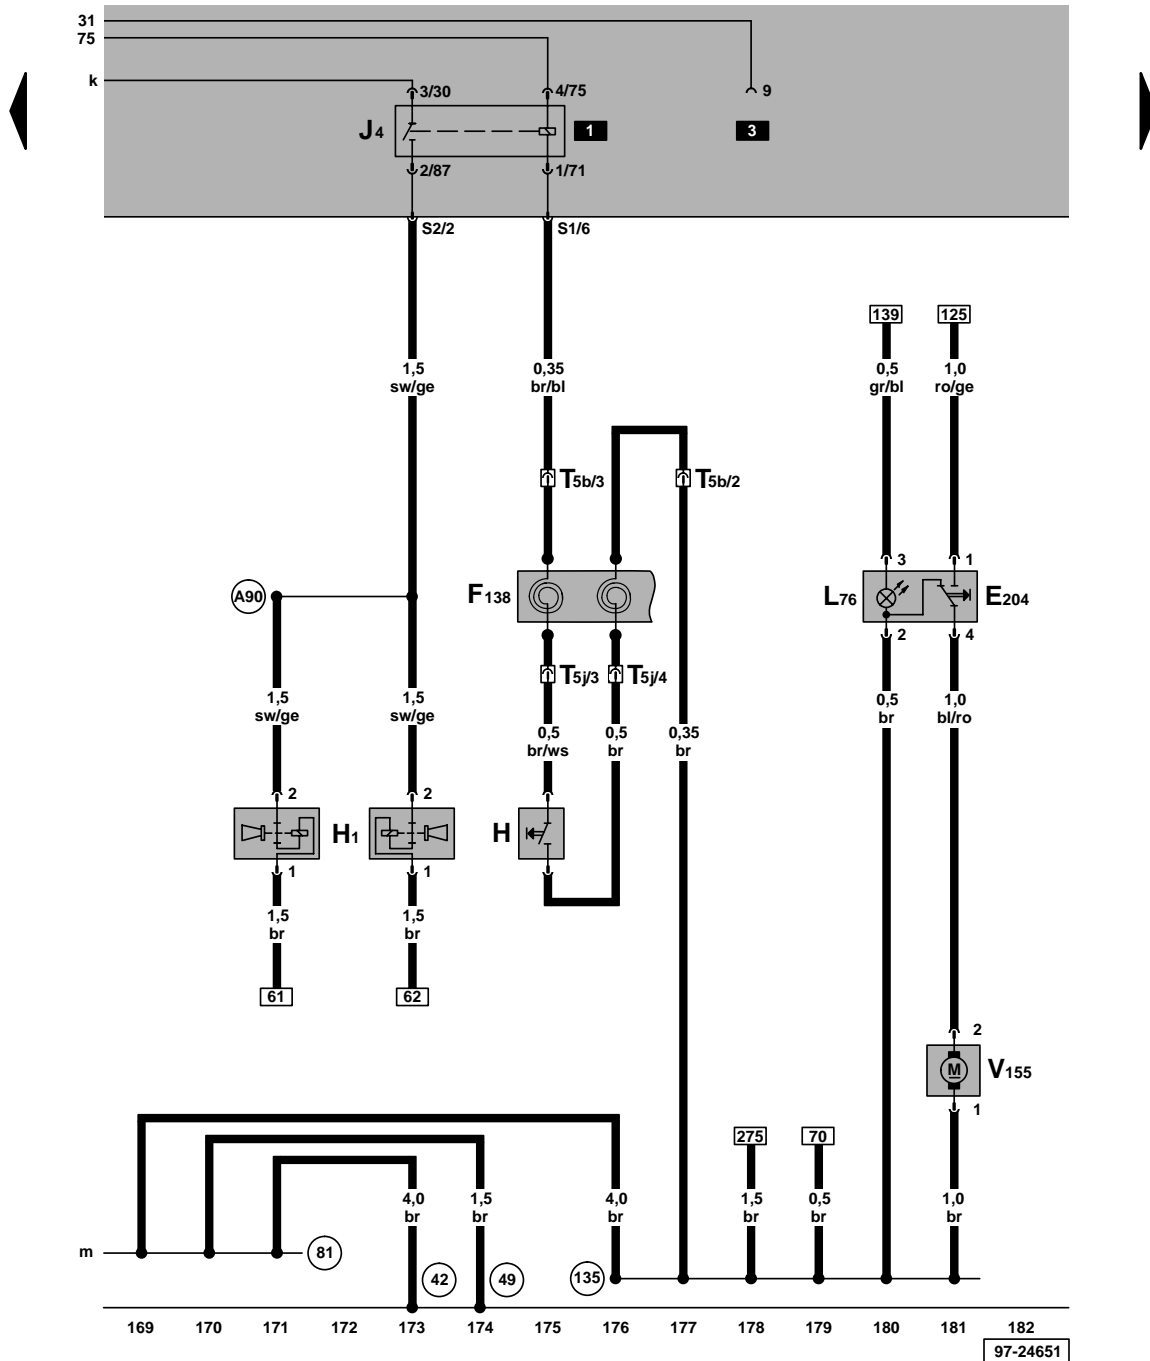 31
75
k
3/30
4/75
9
J4
1
3
2/87
1/71
S2/2
S1/6
139
125
1,5
sw/ge
0,35
br/bl
0,5
gr/bl
1,0
ro/ge
T5b/3
T5b/2
3
1
A90
F138
L76
E204
2
4
T5j/3
T5j/4
1,5
sw/ge
1,5
sw/ge
0,5
br/ws
0,5
br
0,35
br
0,5
br
1,0
bl/ro
2
2
H1
H
1
1
1,5
br
1,5
br
61
62
2
M
V155
1
275
70
4,0
br
1,5
br
4,0
br
1,5
br
0,5
br
1,0
br
m
81
42
49
135
169 170 171 172 173 174 175 176 177 178 179 180 181 182
97-24651